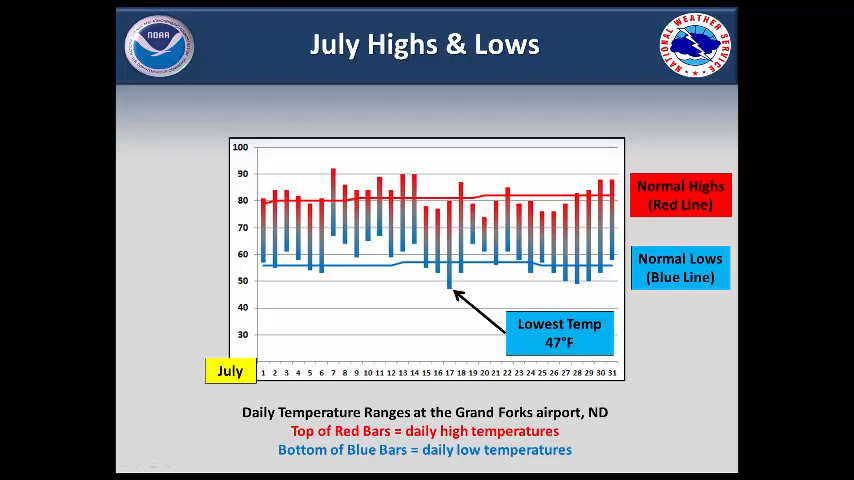 July Highs & Lows
NOAA
NATIONAL WEATHER SERVICE
100
90
80
70
60
50
40
30
Normal Highs
(Red Line)
Normal Lows
(Blue Line)
Lowest Temp
47°F
July
1 2 3 4 5 6 7 8 9 10 11 12 13 14 15 16 17 18 19 20 21 22 23 24 25 26 27 28 29 30 31
Daily Temperature Ranges at the Grand Forks airport, ND
Top of Red Bars = daily high temperatures
Bottom of Blue Bars = daily low temperatures